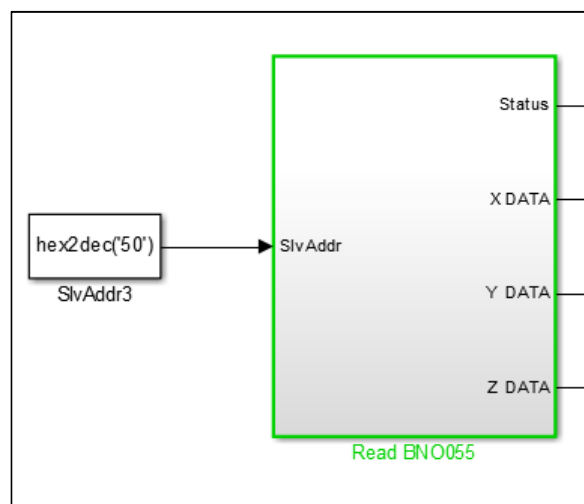 Status
X DATA
hex2dec('50')
SlvAddr
SlvAddr3
Y DATA
Z DATA
Read BNO055